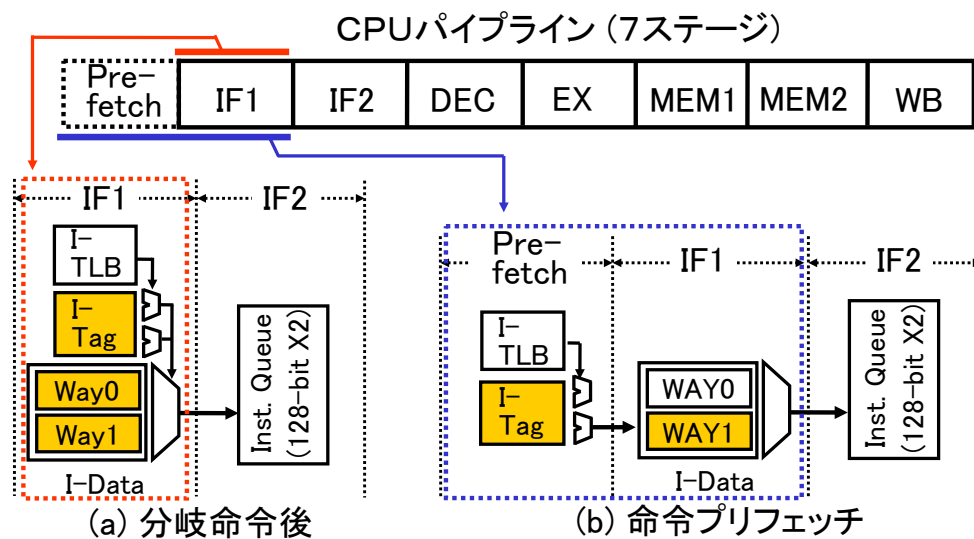 CPUパイプライン (7ステージ)
Pre-
fetch
IF1
IF2
DEC
EX
MEM1
MEM2
WB
IF1
IF2
I-
TLB
I-
Tag
Way0
Way1
I-Data
Inst. Queue
(128-bit X2)
(a) 分岐命令後
Pre-
fetch
IF1
IF2
I-
TLB
I-
Tag
WAY0
WAY1
I-Data
Inst. Queue
(128-bit X2)
(b) 命令プリフェッチ